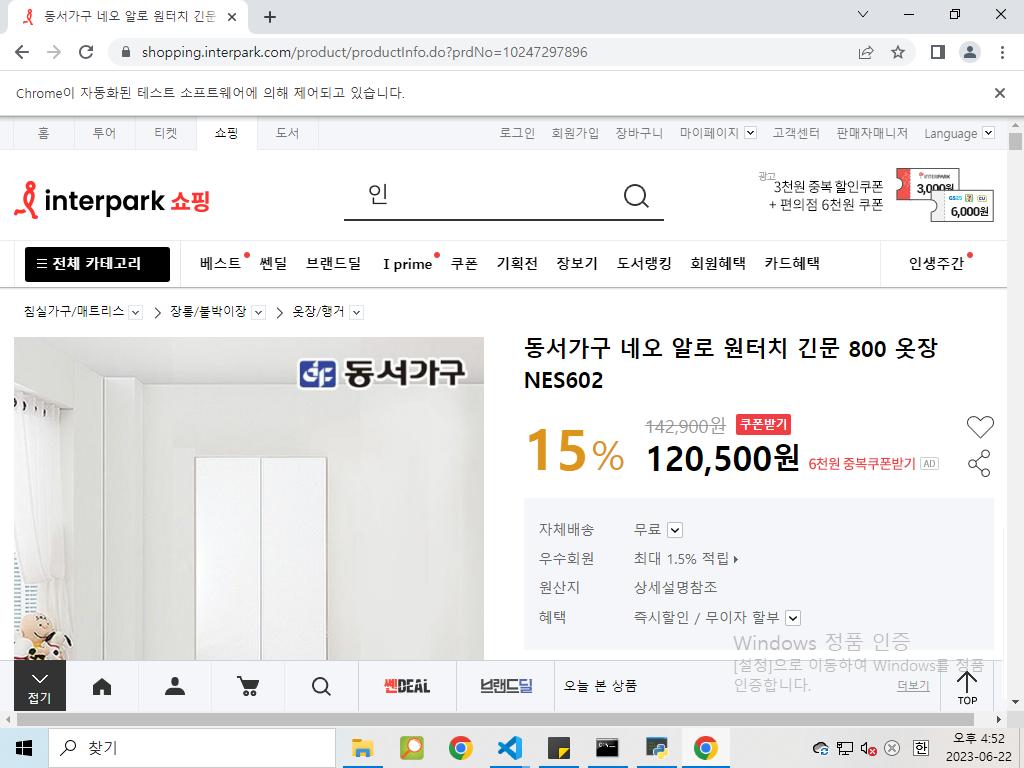 동서가구 네오 알로 원터치 긴문
shopping.interpark.com/product/productInfo.do?prdNo=10247297896
Chrome이 자동화된 테스트 소프트웨어에 의해 제어되고 있습니다.
홈 투어 티켓 쇼핑 도서 로그인 회원가입 장바구니 마이페이지 고객센터 판매자매니저 Language
interpark 쇼핑
인
광고
3천원 중복 할인쿠폰
+ 편의점 6천원 쿠폰
INTERPARK
3,000원
GS25 CU
6,000원
전체 카테고리 베스트 쎈딜 브랜드딜 I prime 쿠폰 기획전 장보기 도서랭킹 회원혜택 카드혜택 인생주간
침실가구/매트리스 장롱/붙박이장 옷장/행거
동서가구
동서가구 네오 알로 원터치 긴문 800 옷장
NES602
15%
142,900원 쿠폰받기
120,500원 6천원 중복쿠폰받기 AD
자체배송 무료
우수회원 최대 1.5% 적립
원산지 상세설명참조
혜택 즉시할인 / 무이자 할부
Windows 정품 인증
[설정]으로 이동하여 Windows를 정품
인증합니다.
접기
쎈DEAL
브랜드딜
오늘 본 상품
더보기
TOP
찾기
한
오후 4:52
2023-06-22